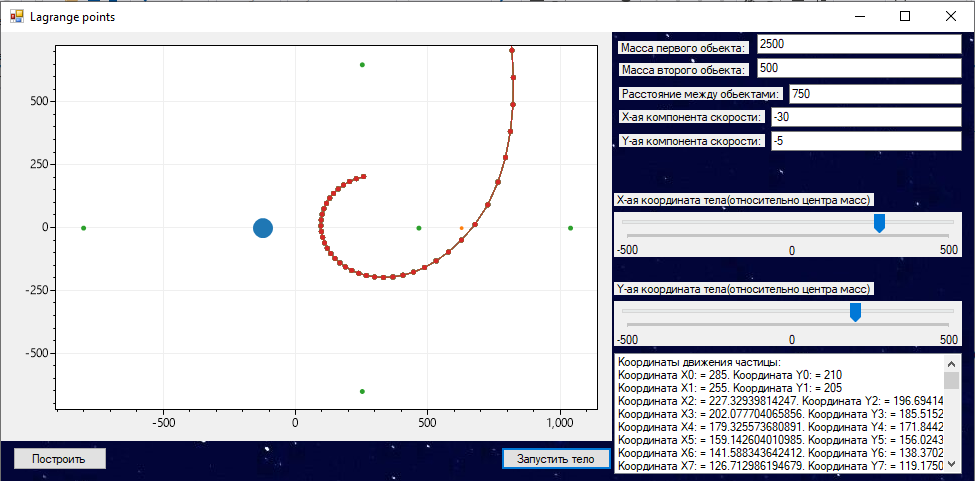 Lagrange points
Масса первого обьекта:
2500
Масса второго обьекта:
500
Расстояние между обьектами:
750
X-ая компонента скорости:
-30
Y-ая компонента скорости:
-5
500
250
0
-250
-500
-500
0
500
1,000
X-ая координата тела(относительно центра масс)
-500
0
500
Y-ая координата тела(относительно центра масс)
-500
0
500
Координаты движения частицы:
Координата X0: = 285. Координата Y0: = 210
Координата X1: = 255. Координата Y1: = 205
Координата X2: = 227.32939814247. Координата Y2: = 196.69414
Координата X3: = 202.077704065856. Координата Y3: = 185.5152
Координата X4: = 179.325573680891. Координата Y4: = 171.8442
Координата X5: = 159.142604010985. Координата Y5: = 156.0243
Координата X6: = 141.588343642412. Координата Y6: = 138.3702
Координата X7: = 126.712986194679. Координата Y7: = 119.1750
Построить
Запустить тело